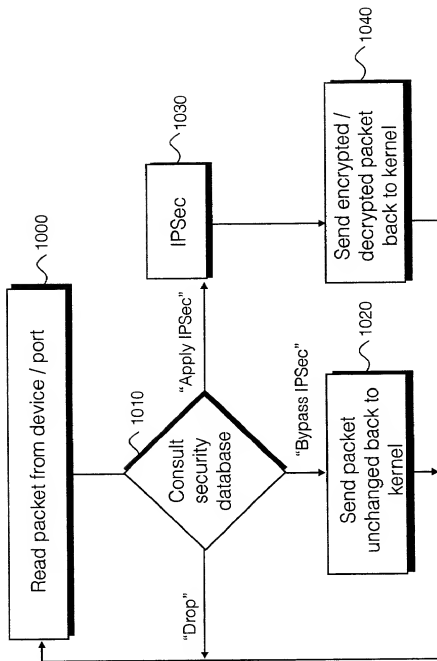 1000
Read packet from device / port
1010
Consult
security
database
"Drop"
"Apply IPSec"
"Bypass IPSec"
1030
IPSec
1020
Send packet
unchanged back to
kernel
1040
Send encrypted /
decrypted packet
back to kernel